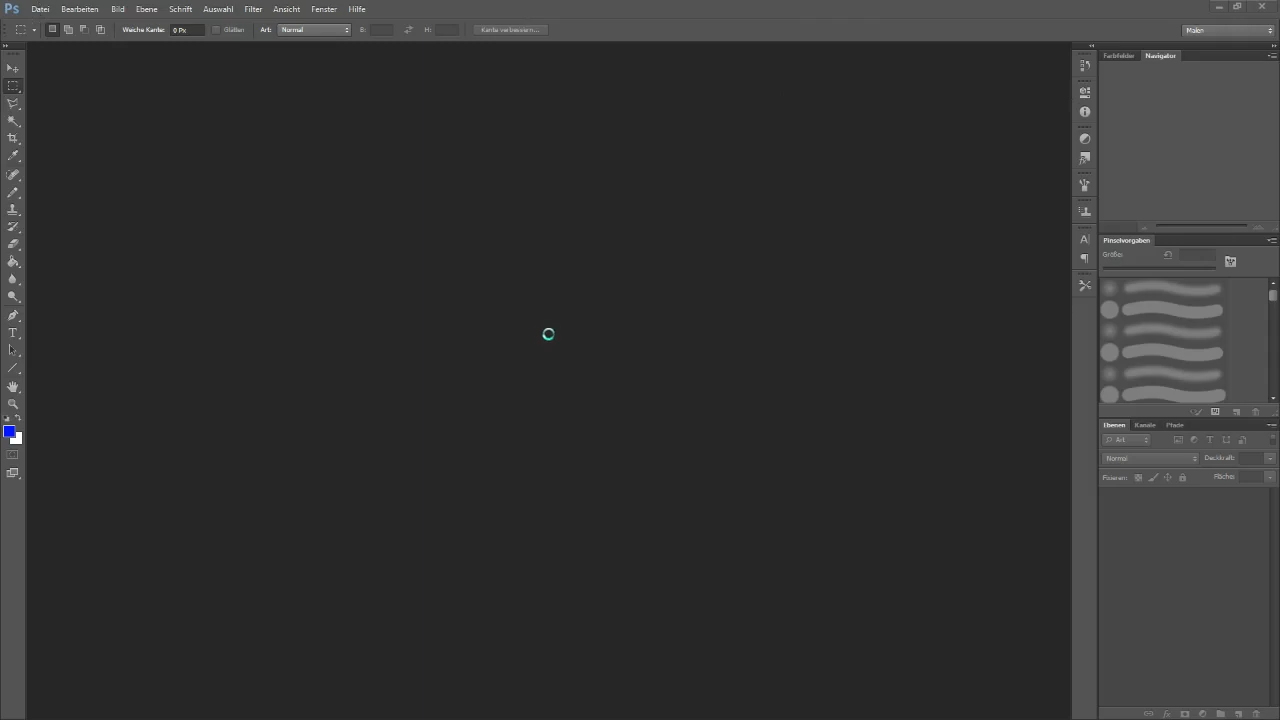 Ps Datei Bearbeiten Bild Ebene Schrift Auswahl Filter Ansicht Fenster Hilfe
Weiche Kante: 0 Px Glätten Art: Normal B: H: Kante verbessern... Malen
Farbfelder Navigator
Pinselvorgaben
Größe:
Ebenen Kanäle Pfade
Art
Normal Deckkraft:
Fixieren: Fläche: